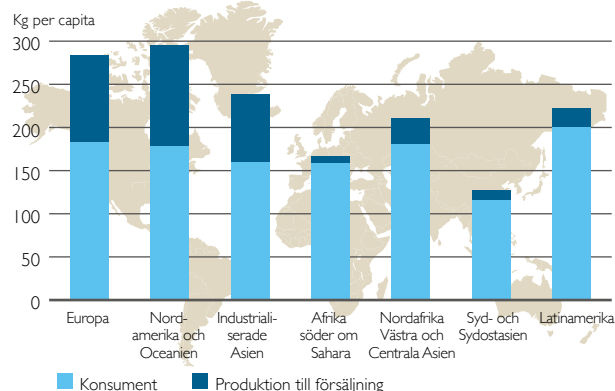 Kg per capita
300
250
200
150
100
50
0
Europa
Nord-
amerika och
Oceanien
Industriali-
serade
Asien
Afrika
söder om
Sahara
Nordafrika
Västra och
Centrala Asien
Syd- och
Sydostasien
Latinamerika
Konsument
Produktion till försäljning